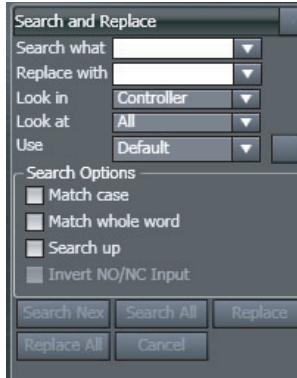 Search and Replace
Search what
Replace with
Look in Controller
Look at All
Use Default
Search Options
Match case
Match whole word
Search up
Invert NO/NC Input
Search Nex Search All Replace
Replace All Cancel